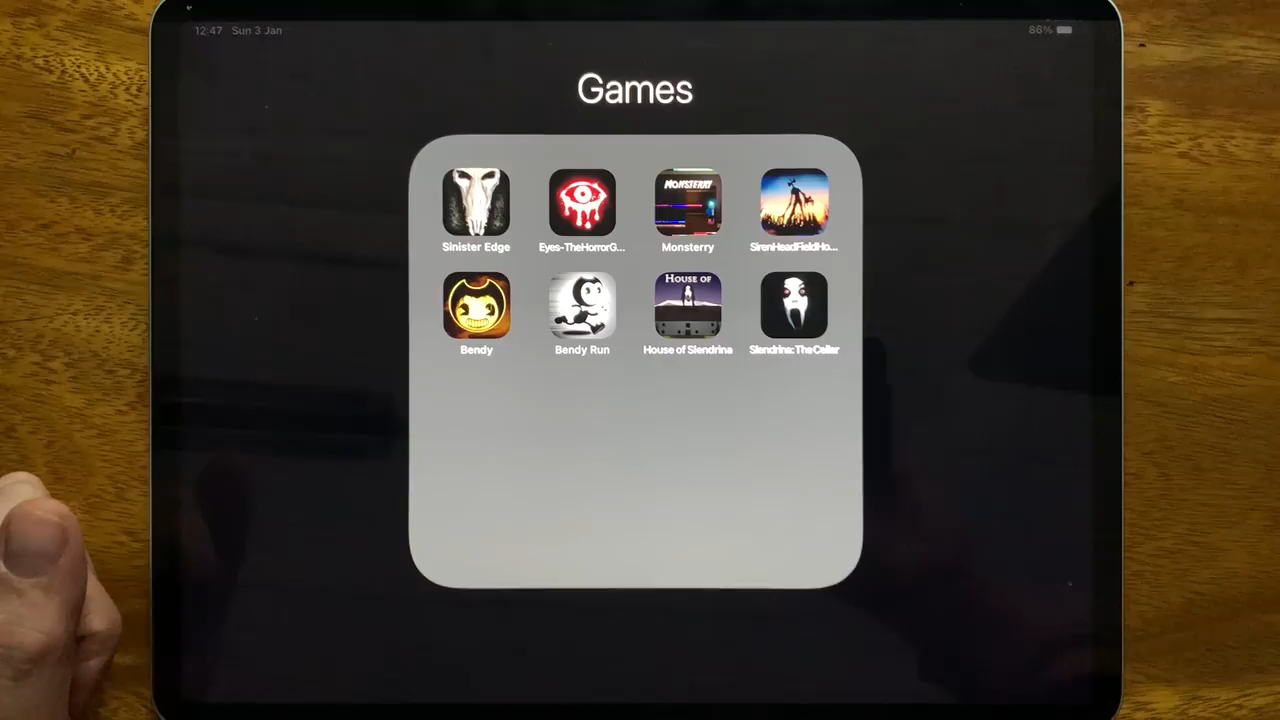 12:47 Sun 3 Jan
86%
Games
MONSTERRY
Sinister Edge
Eyes-TheHorrorG...
Monsterry
SirenHeadFieldHo...
HOUSE OF
Bendy
Bendy Run
House of Slendrina
Slendrina: The Cellar